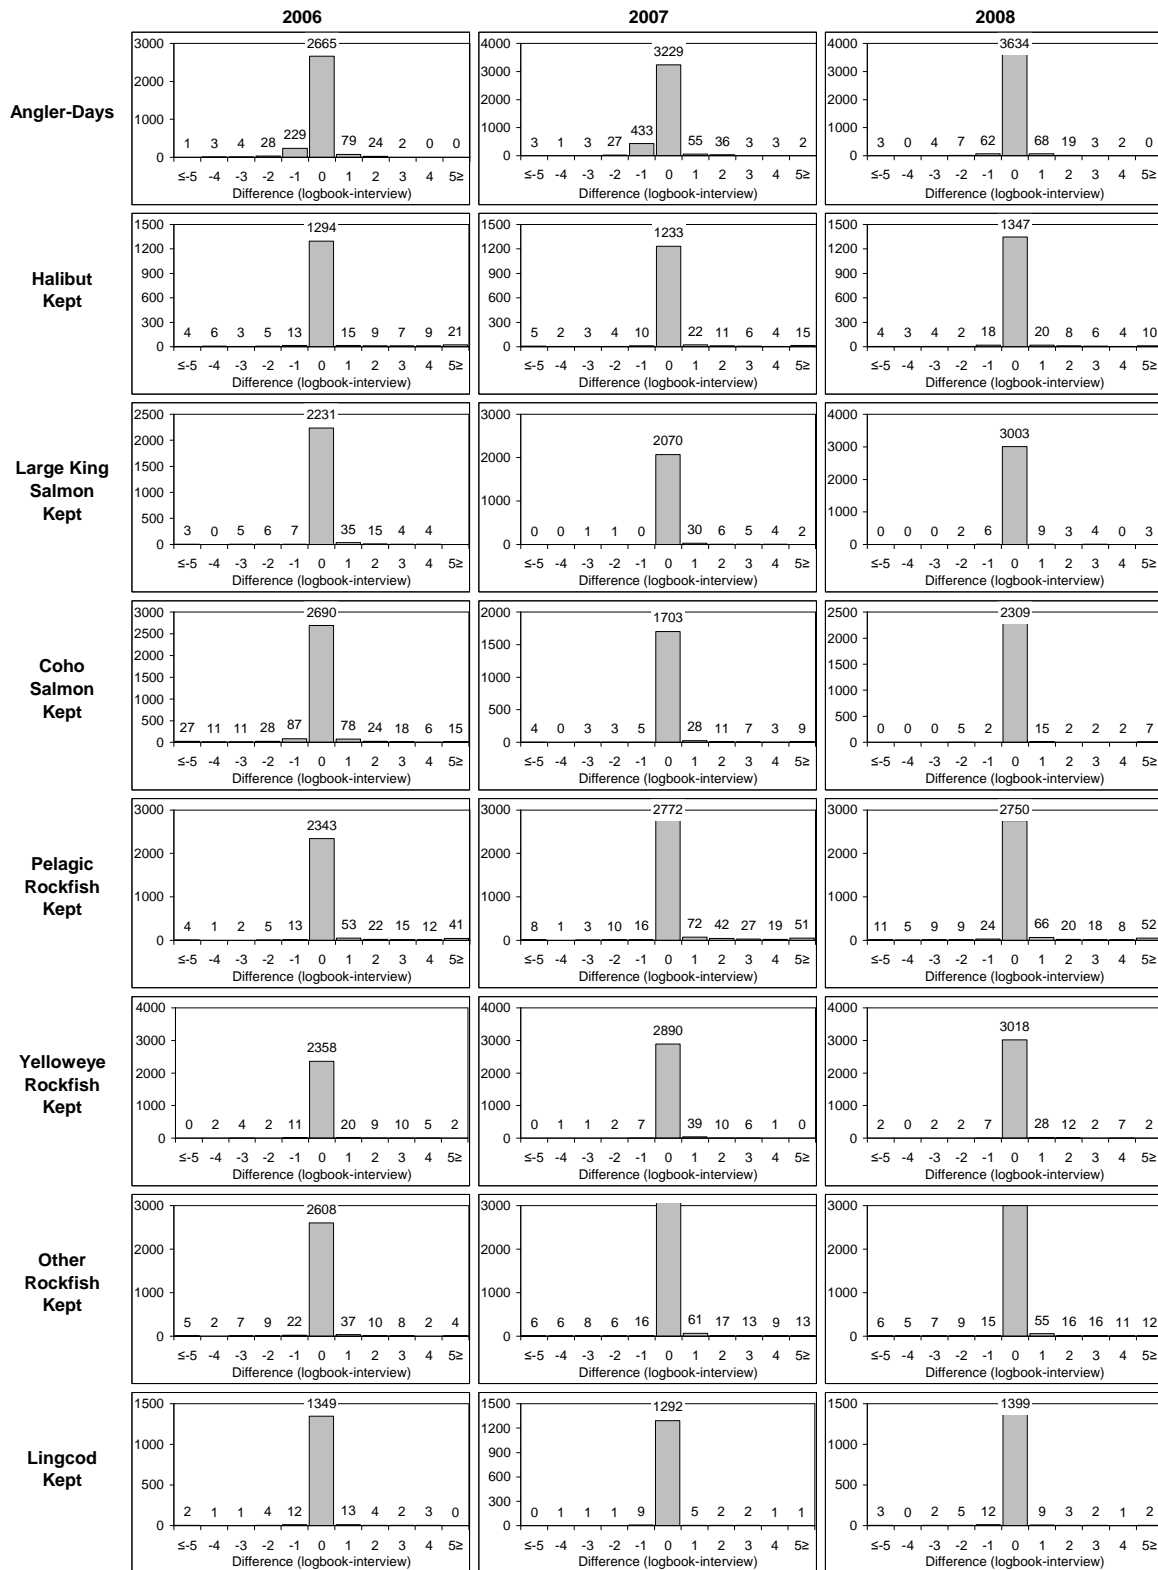 2006 2007 2008
Angler-Days
3000 2000 1000 0
2665
1 3 4 28 229 79 24 2 0 0
≤-5 -4 -3 -2 -1 0 1 2 3 4 5≥
Difference (logbook-interview)
4000 3000 2000 1000 0
3229
3 1 3 27 433 55 36 3 3 2
≤-5 -4 -3 -2 -1 0 1 2 3 4 5≥
Difference (logbook-interview)
4000 3000 2000 1000 0
3634
3 0 4 7 62 68 19 3 2 0
≤-5 -4 -3 -2 -1 0 1 2 3 4 5≥
Difference (logbook-interview)
Halibut
Kept
1500 1200 900 600 300 0
1294
4 6 3 5 13 15 9 7 9 21
≤-5 -4 -3 -2 -1 0 1 2 3 4 5≥
Difference (logbook-interview)
1500 1200 900 600 300 0
1233
5 2 3 4 10 22 11 6 4 15
≤-5 -4 -3 -2 -1 0 1 2 3 4 5≥
Difference (logbook-interview)
1500 1200 900 600 300 0
1347
4 3 4 2 18 20 8 6 4 10
≤-5 -4 -3 -2 -1 0 1 2 3 4 5≥
Difference (logbook-interview)
Large King
Salmon
Kept
2500 2000 1500 1000 500 0
2231
3 0 5 6 7 35 15 4 4
≤-5 -4 -3 -2 -1 0 1 2 3 4 5≥
Difference (logbook-interview)
3000 2000 1000 0
2070
0 0 1 1 0 30 6 5 4 2
≤-5 -4 -3 -2 -1 0 1 2 3 4 5≥
Difference (logbook-interview)
4000 3000 2000 1000 0
3003
0 0 0 2 6 9 3 4 0 3
≤-5 -4 -3 -2 -1 0 1 2 3 4 5≥
Difference (logbook-interview)
Coho
Salmon
Kept
3000 2500 2000 1500 1000 500 0
2690
27 11 11 28 87 78 24 18 6 15
≤-5 -4 -3 -2 -1 0 1 2 3 4 5≥
Difference (logbook-interview)
2000 1500 1000 500 0
1703
4 0 3 3 5 28 11 7 3 9
≤-5 -4 -3 -2 -1 0 1 2 3 4 5≥
Difference (logbook-interview)
2500 2000 1500 1000 500 0
2309
0 0 0 5 2 15 2 2 2 7
≤-5 -4 -3 -2 -1 0 1 2 3 4 5≥
Difference (logbook-interview)
Pelagic
Rockfish
Kept
3000 2000 1000 0
2343
4 1 2 5 13 53 22 15 12 41
≤-5 -4 -3 -2 -1 0 1 2 3 4 5≥
Difference (logbook-interview)
3000 2000 1000 0
2772
8 1 3 10 16 72 42 27 19 51
≤-5 -4 -3 -2 -1 0 1 2 3 4 5≥
Difference (logbook-interview)
3000 2000 1000 0
2750
11 5 9 9 24 66 20 18 8 52
≤-5 -4 -3 -2 -1 0 1 2 3 4 5≥
Difference (logbook-interview)
Yelloweye
Rockfish
Kept
4000 3000 2000 1000 0
2358
0 2 4 2 11 20 9 10 5 2
≤-5 -4 -3 -2 -1 0 1 2 3 4 5≥
Difference (logbook-interview)
4000 3000 2000 1000 0
2890
0 1 1 2 7 39 10 6 1 0
≤-5 -4 -3 -2 -1 0 1 2 3 4 5≥
Difference (logbook-interview)
4000 3000 2000 1000 0
3018
2 0 2 2 7 28 12 2 7 2
≤-5 -4 -3 -2 -1 0 1 2 3 4 5≥
Difference (logbook-interview)
Other
Rockfish
Kept
3000 2000 1000 0
2608
5 2 7 9 22 37 10 8 2 4
≤-5 -4 -3 -2 -1 0 1 2 3 4 5≥
Difference (logbook-interview)
3000 2000 1000 0
6 6 8 6 16 61 17 13 9 13
≤-5 -4 -3 -2 -1 0 1 2 3 4 5≥
Difference (logbook-interview)
3000 2000 1000 0
6 5 7 9 15 55 16 16 11 12
≤-5 -4 -3 -2 -1 0 1 2 3 4 5≥
Difference (logbook-interview)
Lingcod
Kept
1500 1000 500 0
1349
2 1 1 4 12 13 4 2 3 0
≤-5 -4 -3 -2 -1 0 1 2 3 4 5≥
Difference (logbook-interview)
1500 1200 900 600 300 0
1292
0 1 1 1 9 5 2 2 1 1
≤-5 -4 -3 -2 -1 0 1 2 3 4 5≥
Difference (logbook-interview)
1500 1000 500 0
1399
3 0 2 5 12 9 3 2 1 2
≤-5 -4 -3 -2 -1 0 1 2 3 4 5≥
Difference (logbook-interview)